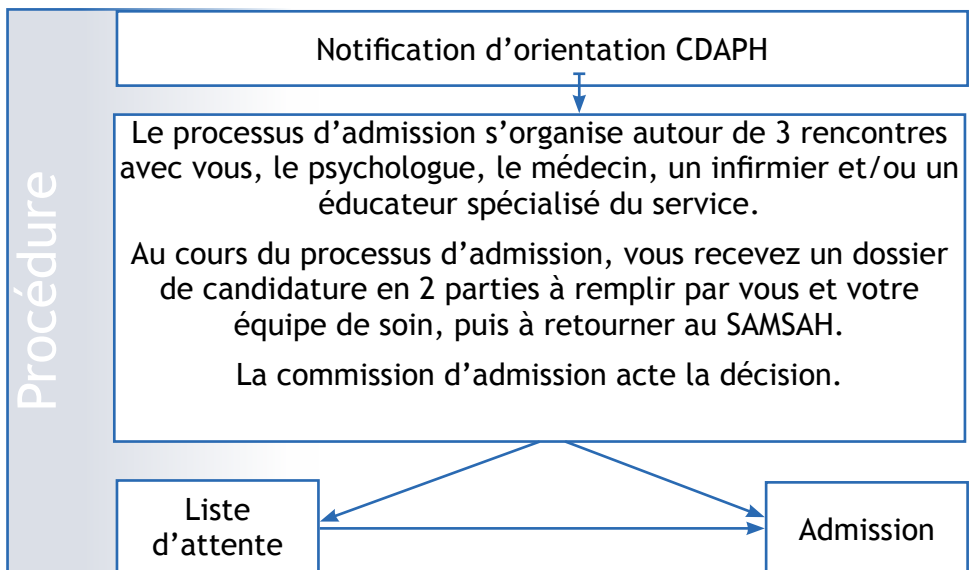 Procédure
Notification d’orientation CDAPH
Le processus d’admission s’organise autour de 3 rencontres
avec vous, le psychologue, le médecin, un infirmier et/ou un
éducateur spécialisé du service.
Au cours du processus d’admission, vous recevez un dossier
de candidature en 2 parties à remplir par vous et votre
équipe de soin, puis à retourner au SAMSAH.
La commission d’admission acte la décision.
Liste
d’attente
Admission